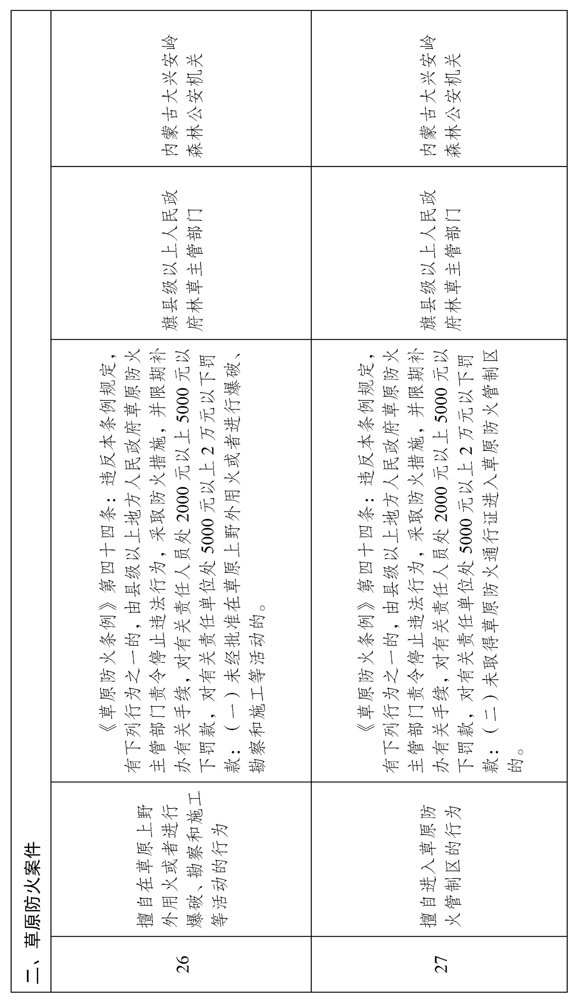 二、草原防火案件
26
擅自在草原上野
外用火或者进行
爆破、勘察和施工
等活动的行为
《草原防火条例》第四十四条：违反本条例规定，
有下列行为之一的，由县级以上地方人民政府草原防火
主管部门责令停止违法行为，采取防火措施，并限期补
办有关手续，对有关责任人员处2000元以上5000元以
下罚款，对有关责任单位处5000元以上2万元以下罚
款：（一）未经批准在草原上野外用火或者进行爆破、
勘察和施工等活动的。
旗县级以上人民政
府林草主管部门
内蒙古大兴安岭
森林公安机关
27
擅自进入草原防
火管制区的行为
《草原防火条例》第四十四条：违反本条例规定，
有下列行为之一的，由县级以上地方人民政府草原防火
主管部门责令停止违法行为，采取防火措施，并限期补
办有关手续，对有关责任人员处2000元以上5000元以
下罚款，对有关责任单位处5000元以上2万元以下罚
款：（二）未取得草原防火通行证进入草原防火管制区
的。
旗县级以上人民政
府林草主管部门
内蒙古大兴安岭
森林公安机关